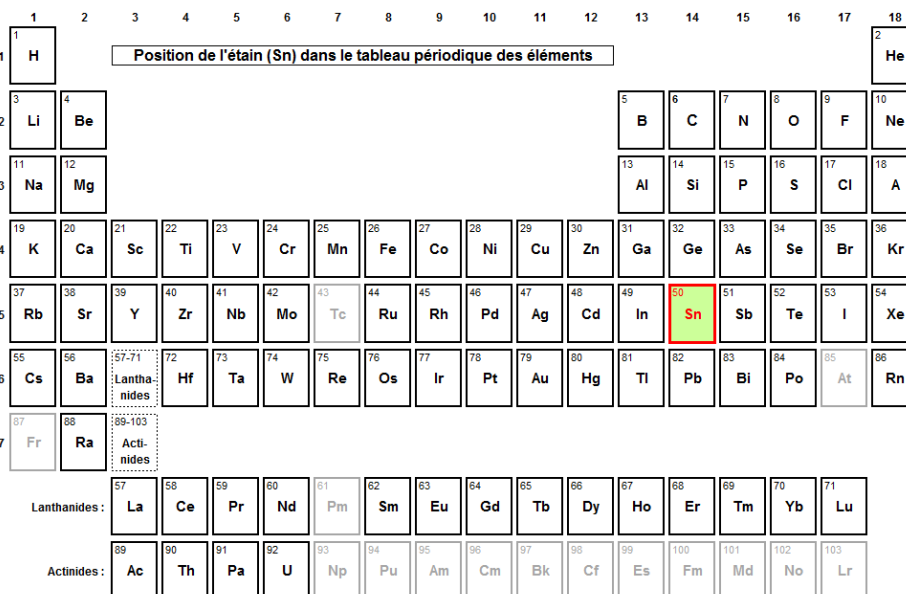 1 2 3 4 5 6 7 8 9 10 11 12 13 14 15 16 17 18
Position de l'étain (Sn) dans le tableau périodique des éléments
1 2
1 H He
3 4 5 6 7 8 9 10
2 Li Be B C N O F Ne
11 12 13 14 15 16 17 18
3 Na Mg Al Si P S Cl A
19 20 21 22 23 24 25 26 27 28 29 30 31 32 33 34 35 36
4 K Ca Sc Ti V Cr Mn Fe Co Ni Cu Zn Ga Ge As Se Br Kr
37 38 39 40 41 42 43 44 45 46 47 48 49 50 51 52 53 54
5 Rb Sr Y Zr Nb Mo Tc Ru Rh Pd Ag Cd In Sn Sb Te I Xe
55 56 57-71 72 73 74 75 76 77 78 79 80 81 82 83 84 85 86
6 Cs Ba Lantha- Hf Ta W Re Os Ir Pt Au Hg Tl Pb Bi Po At Rn
nides
87 88 89-103
7 Fr Ra Acti-
nides
57 58 59 60 61 62 63 64 65 66 67 68 69 70 71
Lanthanides : La Ce Pr Nd Pm Sm Eu Gd Tb Dy Ho Er Tm Yb Lu
89 90 91 92 93 94 95 96 97 98 99 100 101 102 103
Actinides : Ac Th Pa U Np Pu Am Cm Bk Cf Es Fm Md No Lr